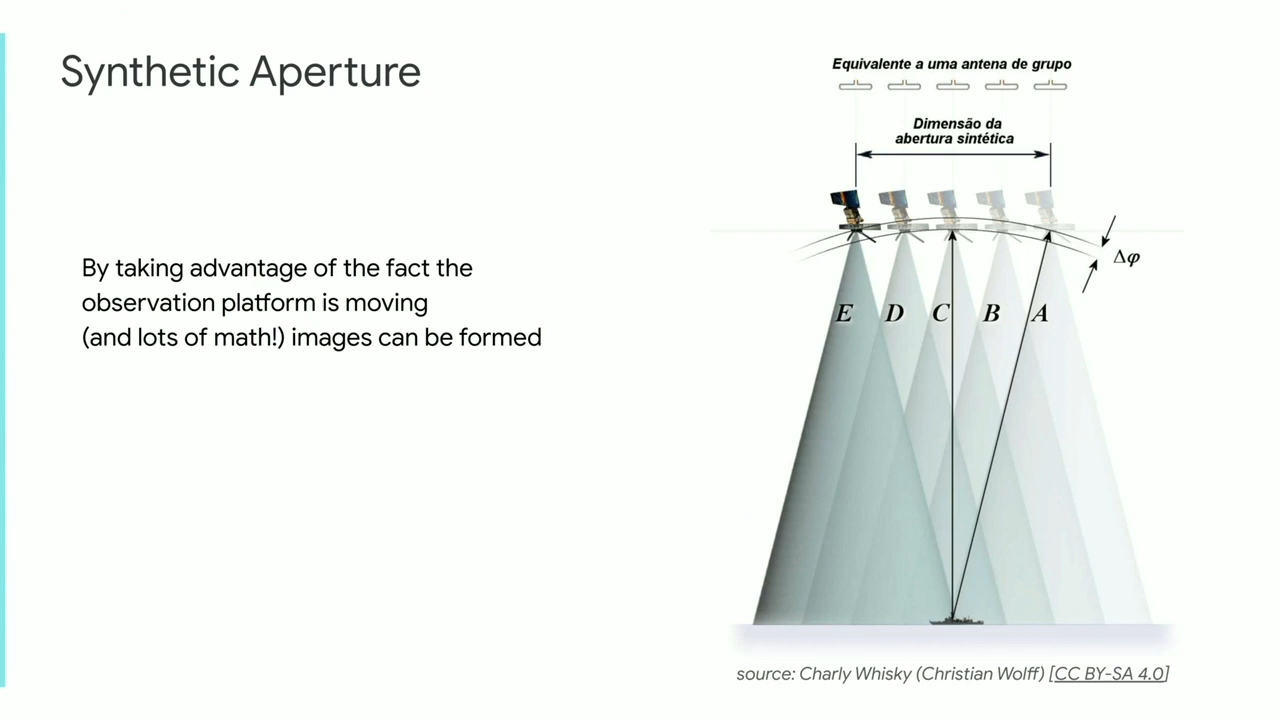 Synthetic Aperture
By taking advantage of the fact the
observation platform is moving
(and lots of math!) images can be formed
Equivalente a uma antena de grupo
Dimensão da
abertura sintética
Δφ
E D C B A
source: Charly Whisky (Christian Wolff) [CC BY-SA 4.0]